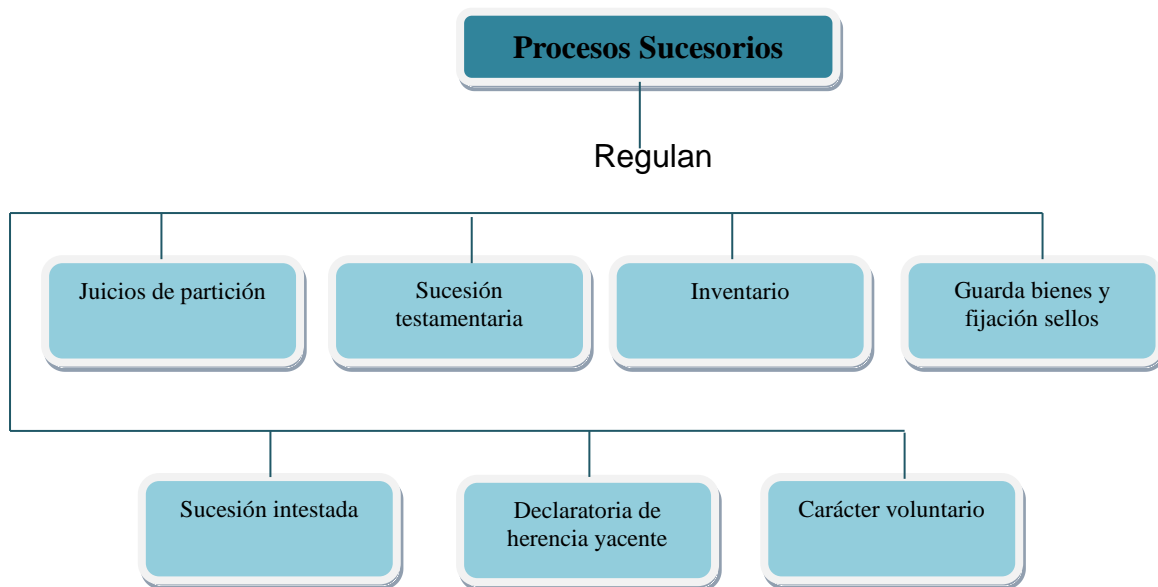 Procesos Sucesorios
Regulan
Juicios de partición
Sucesión
testamentaria
Inventario
Guarda bienes y
fijación sellos
Sucesión intestada
Declaratoria de
herencia yacente
Carácter voluntario